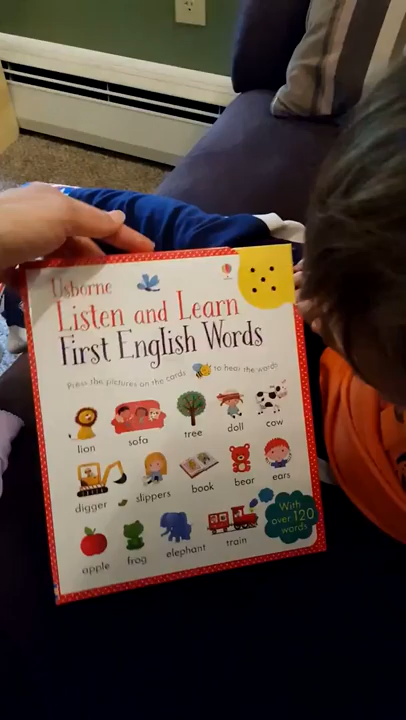 Usborne
Listen and Learn
First English Words
Press the pictures on the cards to hear the words
lion sofa tree doll cow
digger slippers book bear ears
apple frog elephant train
With
over 120
words